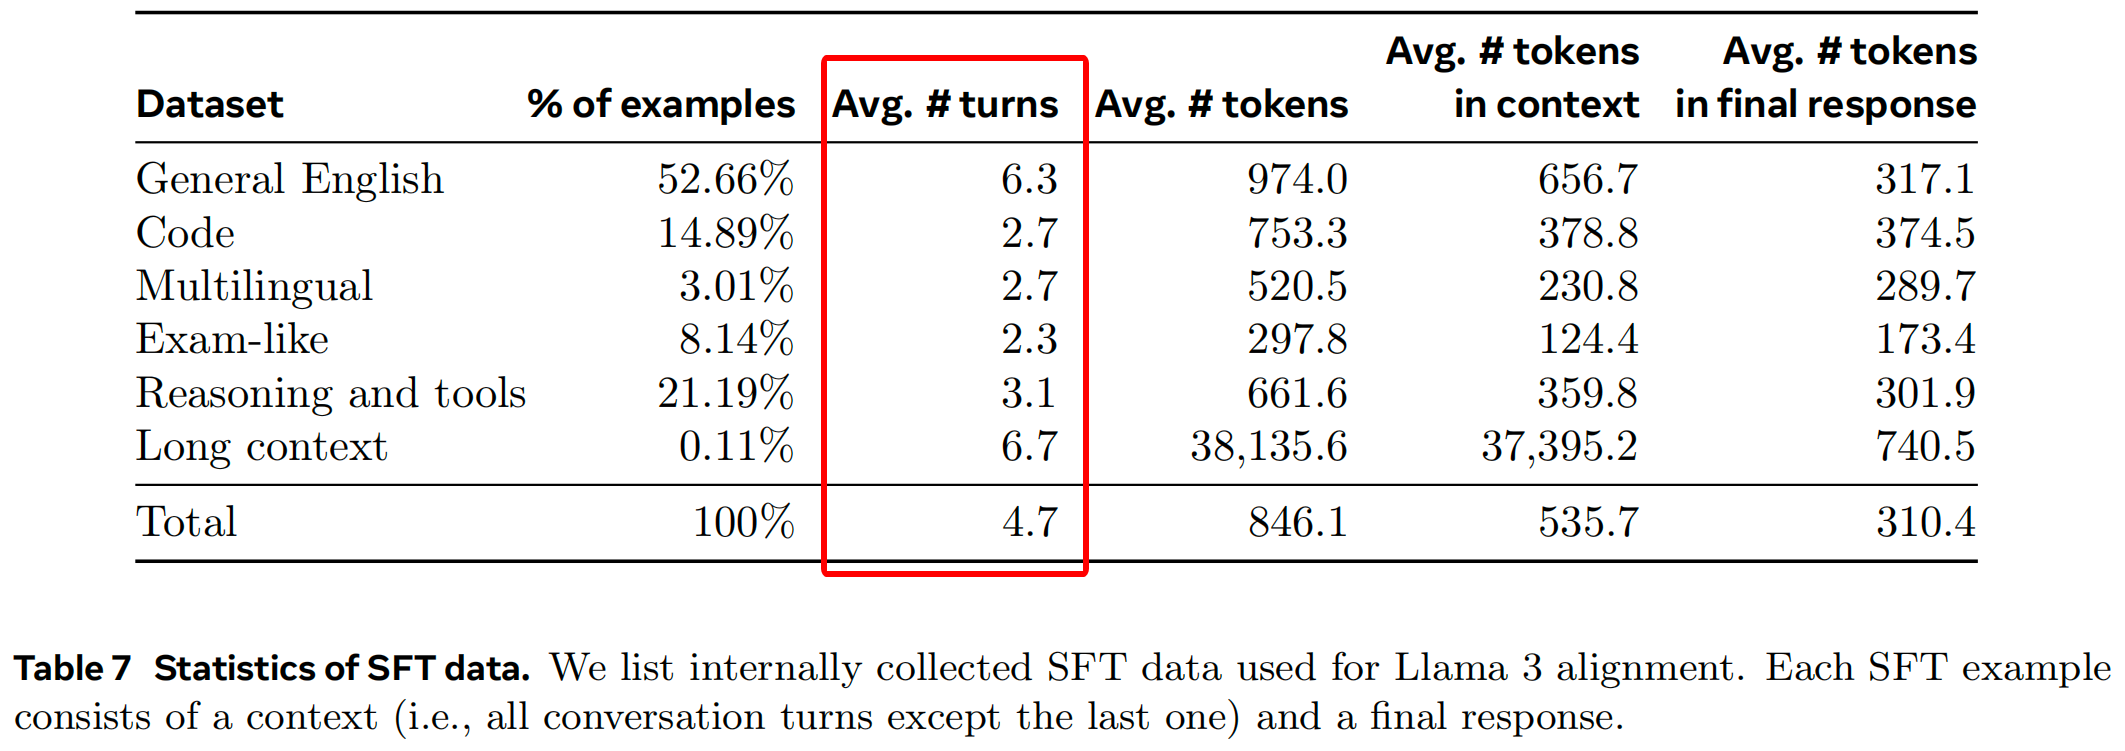 Dataset % of examples Avg. # turns Avg. # tokens Avg. # tokens in context Avg. # tokens in final response
General English 52.66% 6.3 974.0 656.7 317.1
Code 14.89% 2.7 753.3 378.8 374.5
Multilingual 3.01% 2.7 520.5 230.8 289.7
Exam-like 8.14% 2.3 297.8 124.4 173.4
Reasoning and tools 21.19% 3.1 661.6 359.8 301.9
Long context 0.11% 6.7 38,135.6 37,395.2 740.5
Total 100% 4.7 846.1 535.7 310.4
Table 7 Statistics of SFT data. We list internally collected SFT data used for Llama 3 alignment. Each SFT example
consists of a context (i.e., all conversation turns except the last one) and a final response.